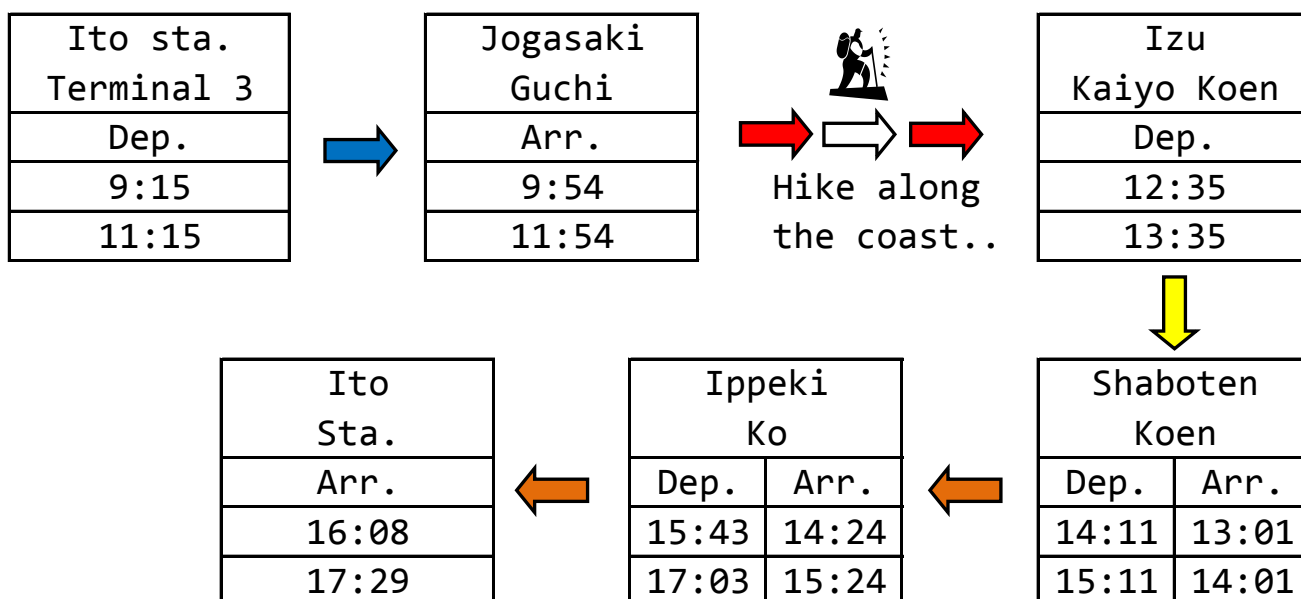 Ito sta.
Terminal 3
Dep.
9:15
11:15
Jogasaki
Guchi
Arr.
9:54
11:54
Hike along
the coast..
Izu
Kaiyo Koen
Dep.
12:35
13:35
Shaboten
Koen
Dep. Arr.
14:11 13:01
15:11 14:01
Ippeki
Ko
Dep. Arr.
15:43 14:24
17:03 15:24
Ito
Sta.
Arr.
16:08
17:29